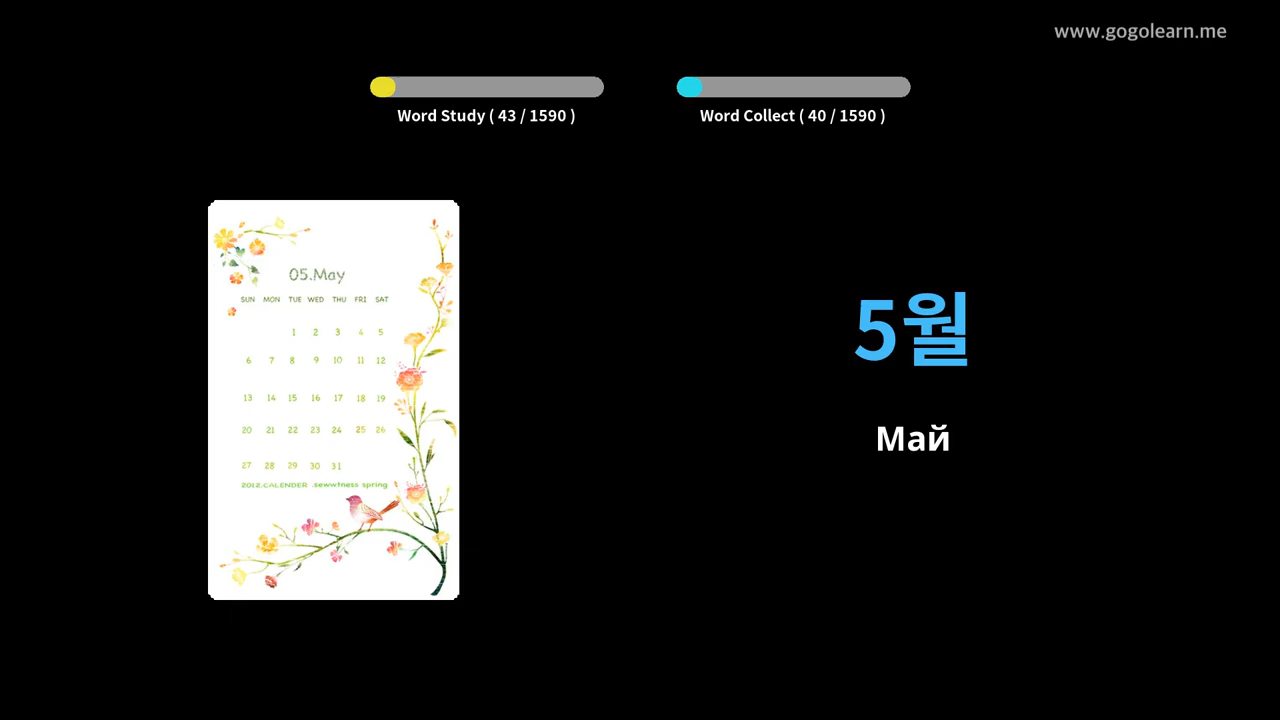 www.gogolearn.me
Word Study ( 43 / 1590 )
Word Collect ( 40 / 1590 )
05.May
SUN MON TUE WED THU FRI SAT
1 2 3 4 5
6 7 8 9 10 11 12
13 14 15 16 17 18 19
20 21 22 23 24 25 26
27 28 29 30 31
2012.CALENDER .sewwtness spring
5월
Май